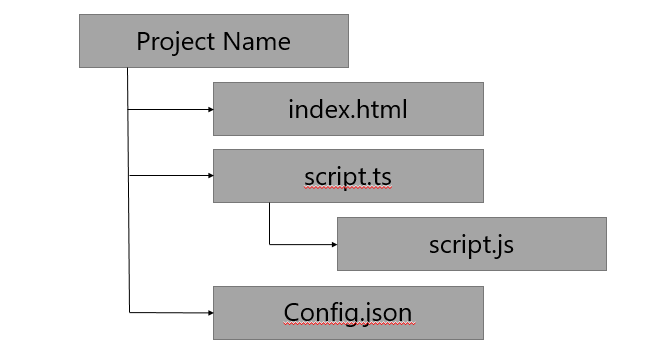 Project Name
index.html
script.ts
script.js
Config.json